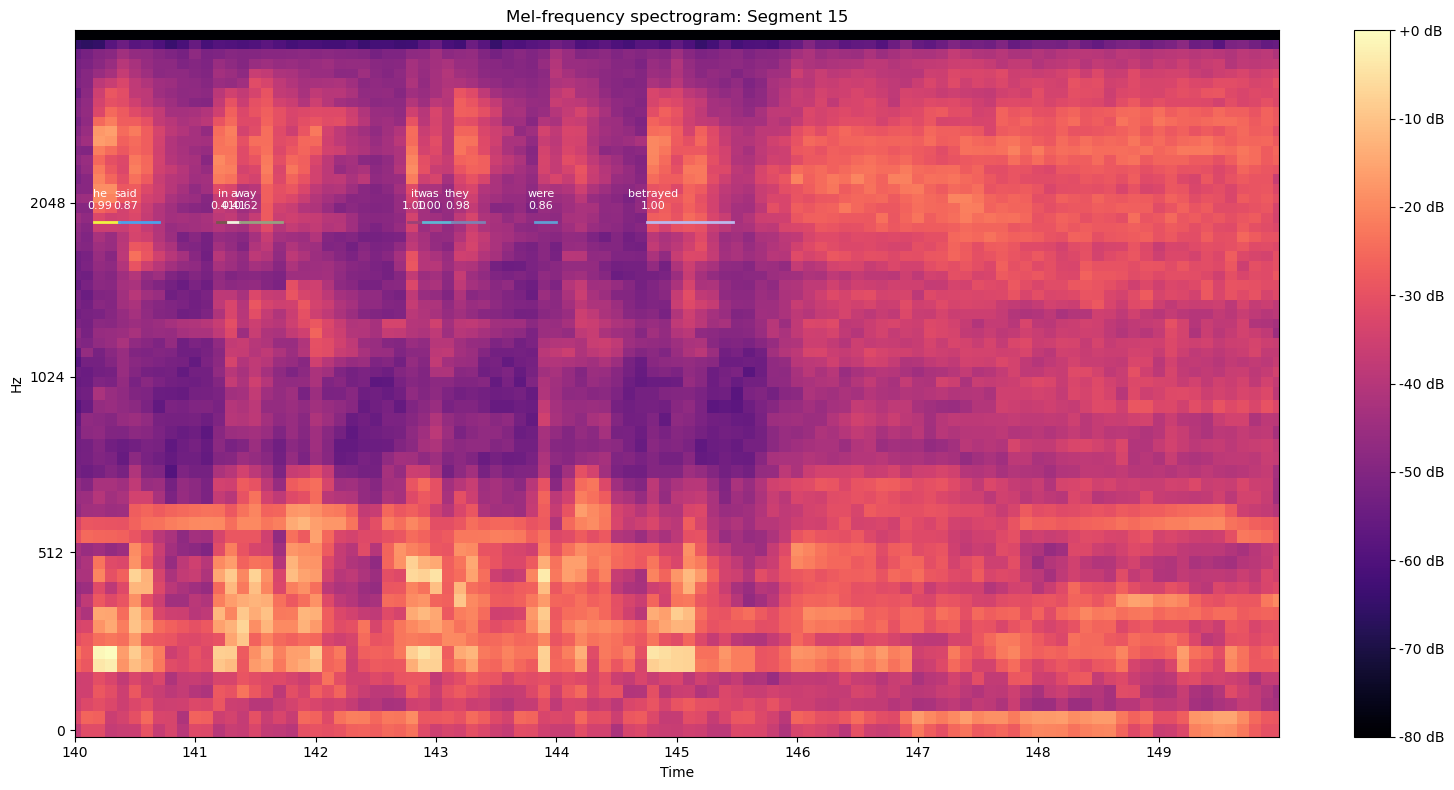 Mel-frequency spectrogram: Segment 15
he said in a way it was they were betrayed
0.99 0.87 0.62 1.00 0.98 0.86 1.00
2048
1024
512
0
Hz
140 141 142 143 144 145 146 147 148 149
Time
+0 dB
-10 dB
-20 dB
-30 dB
-40 dB
-50 dB
-60 dB
-70 dB
-80 dB